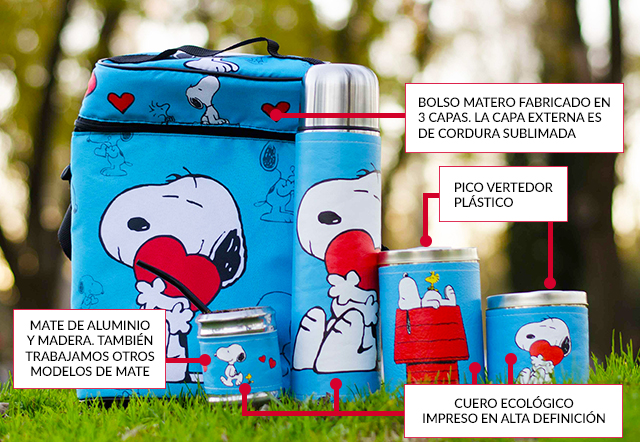 BOLSO MATERO FABRICADO EN
3 CAPAS. LA CAPA EXTERNA ES
DE CORDURA SUBLIMADA
PICO VERTEDOR
PLÁSTICO
MATE DE ALUMINIO
Y MADERA. TAMBIÉN
TRABAJAMOS OTROS
MODELOS DE MATE
CUERO ECOLÓGICO
IMPRESO EN ALTA DEFINICIÓN